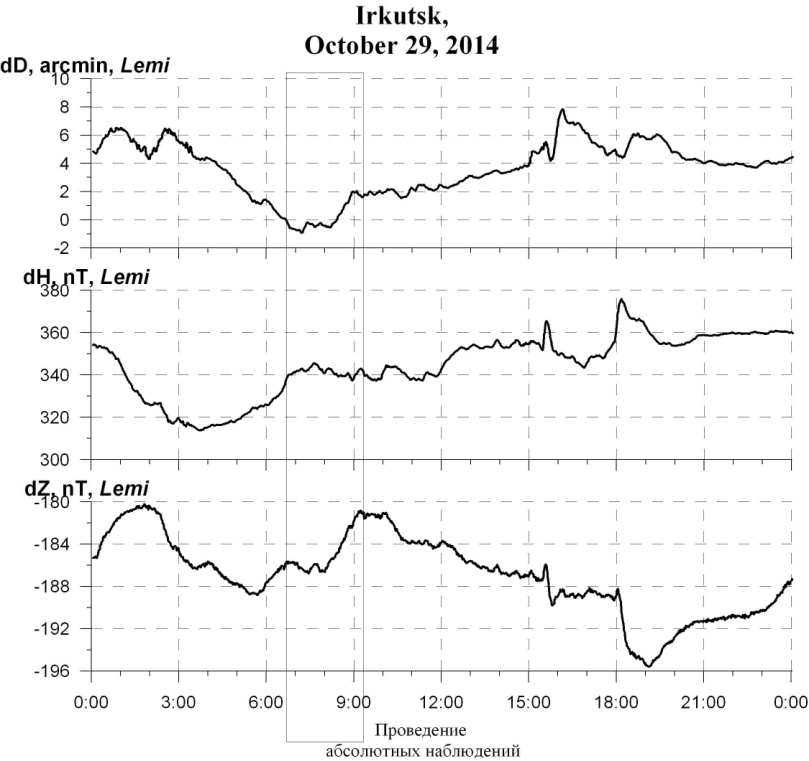 Irkutsk,
October 29, 2014
dD, arcmin, Lemi
10
8
6
4
2
0
-2
dH, nT, Lemi
380
360
340
320
300
dZ, nT, Lemi
-180
-184
-188
-192
-196
0:00 3:00 6:00 9:00 12:00 15:00 18:00 21:00 0:00
Проведение
абсолютных наблюдений